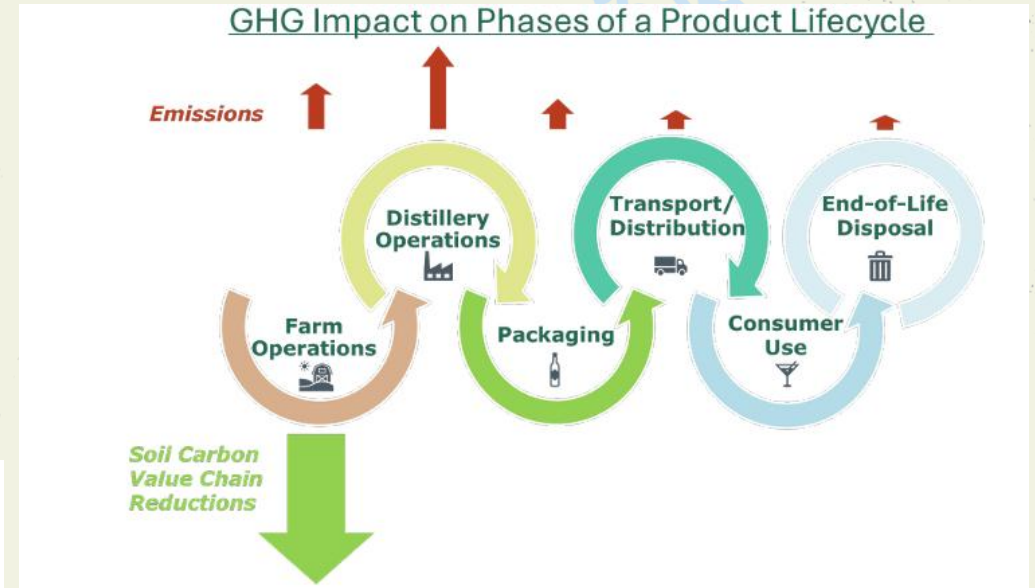 GHG Impact on Phases of a Product Lifecycle
Emissions
Distillery
Operations
Transport/
Distribution
End-of-Life
Disposal
Farm
Operations
Packaging
Consumer
Use
Soil Carbon
Value Chain
Reductions